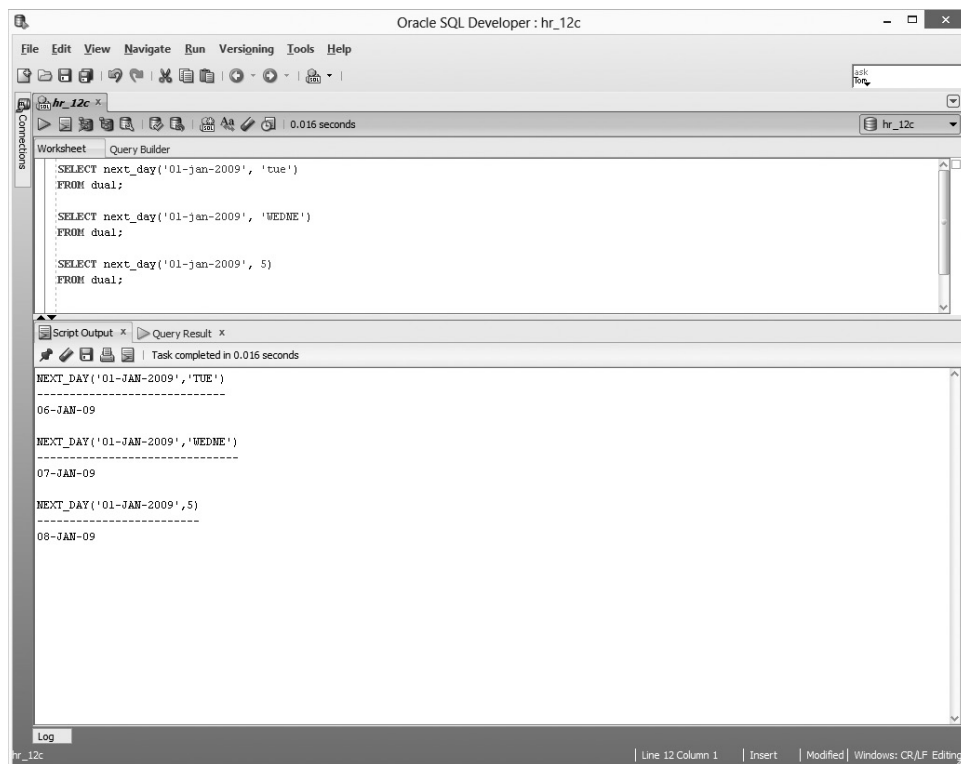 Oracle SQL Developer : hr_12c
File Edit View Navigate Run Versioning Tools Help
ask
Tom
Connections
hr_12c
0.016 seconds
hr_12c
Worksheet Query Builder
SELECT next_day('01-jan-2009', 'tue')
FROM dual;
SELECT next_day('01-jan-2009', 'WEDNE')
FROM dual;
SELECT next_day('01-jan-2009', 5)
FROM dual;
Script Output x Query Result x
Task completed in 0.016 seconds
NEXT_DAY('01-JAN-2009','TUE')
-----------------------------
06-JAN-09
NEXT_DAY('01-JAN-2009','WEDNE')
-------------------------------
07-JAN-09
NEXT_DAY('01-JAN-2009',5)
-------------------------
08-JAN-09
Log
hr_12c
Line 12 Column 1 | Insert | Modified | Windows: CR/LF Editing